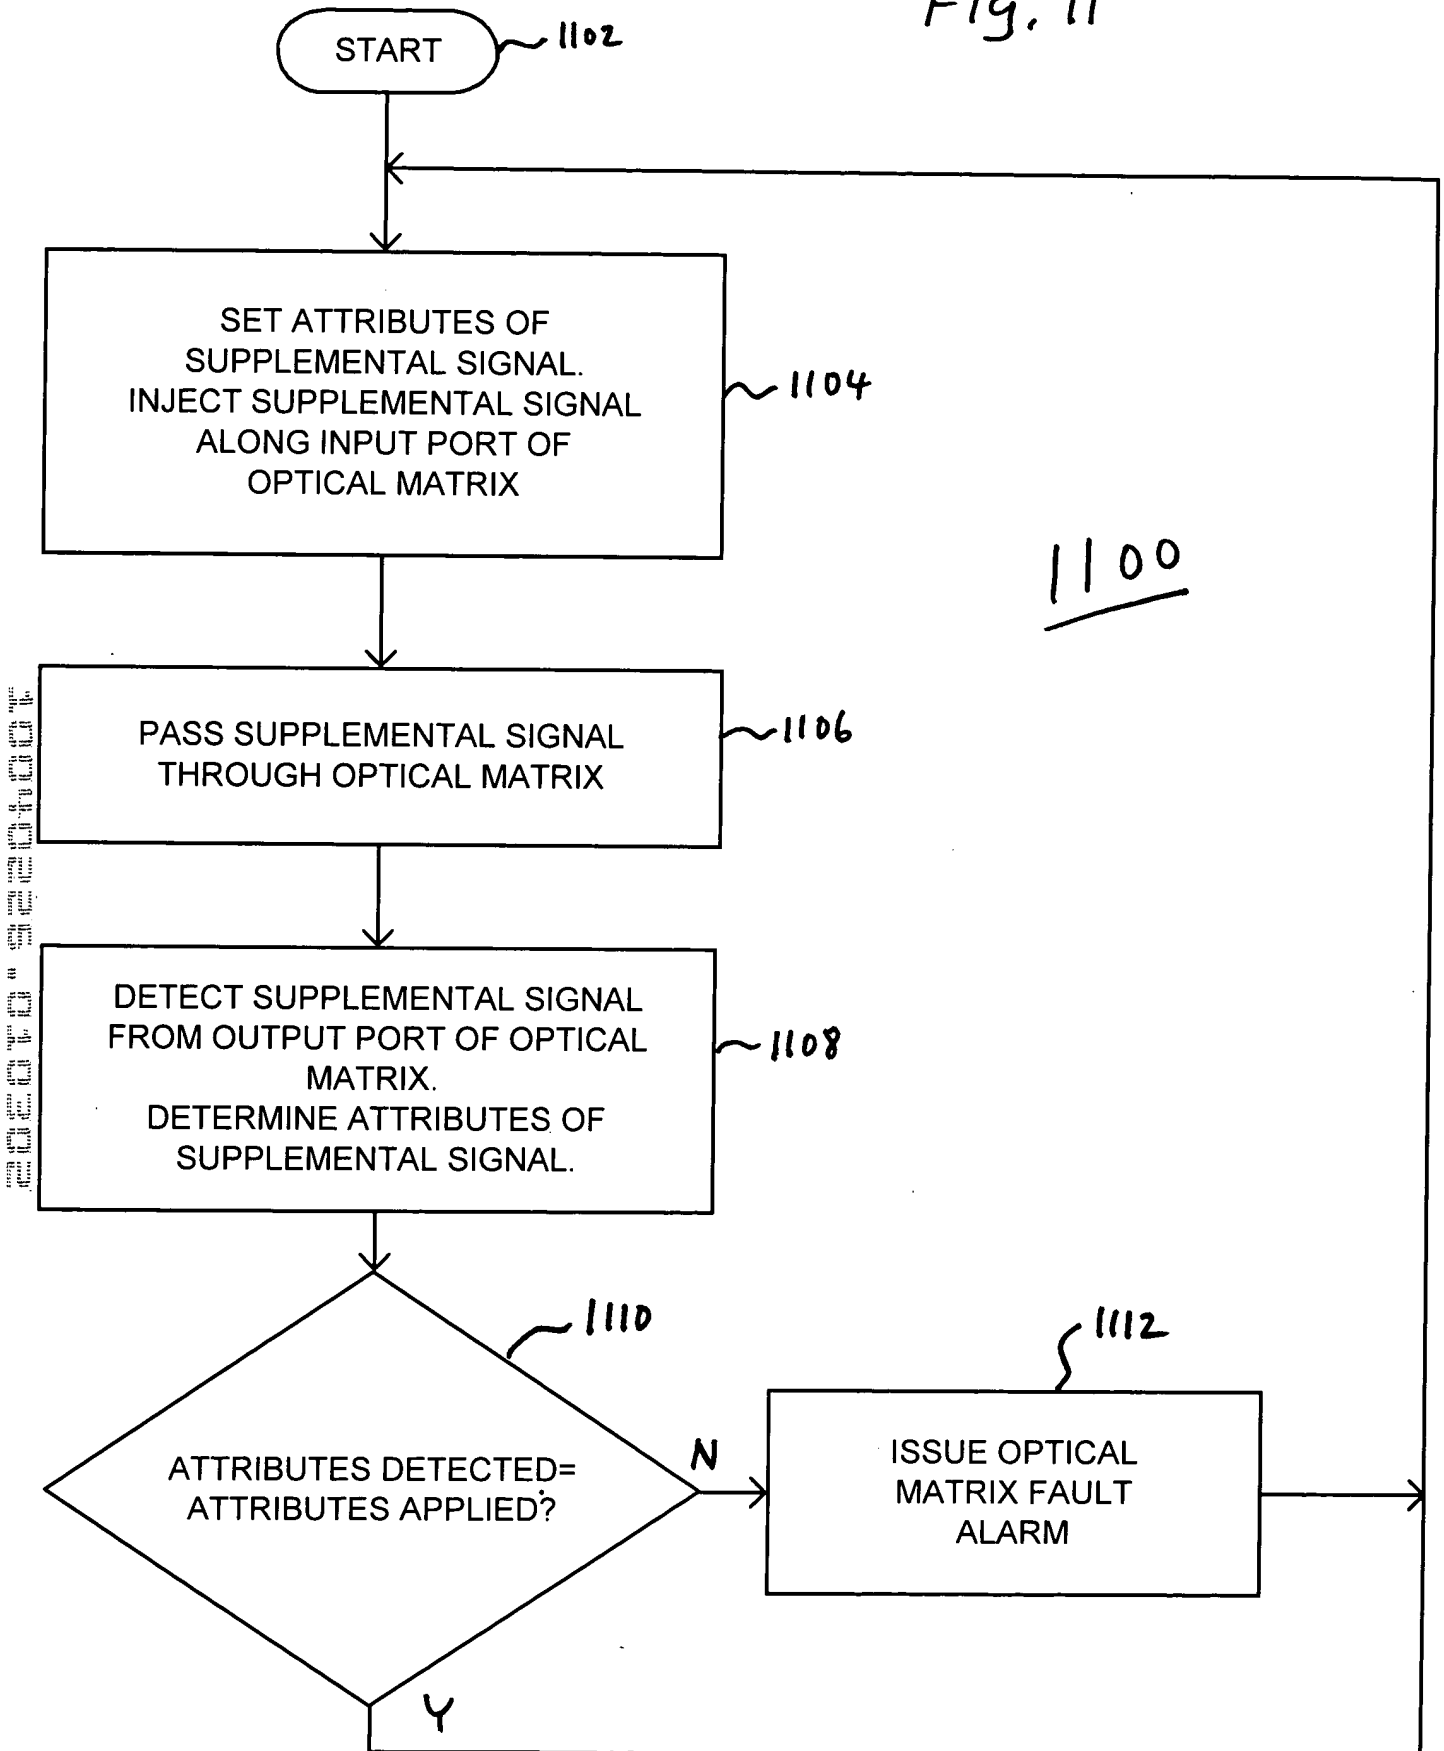 Fig. 11
START
1102
SET ATTRIBUTES OF
SUPPLEMENTAL SIGNAL.
INJECT SUPPLEMENTAL SIGNAL
ALONG INPUT PORT OF
OPTICAL MATRIX
1104
1100
PASS SUPPLEMENTAL SIGNAL
THROUGH OPTICAL MATRIX
1106
DETECT SUPPLEMENTAL SIGNAL
FROM OUTPUT PORT OF OPTICAL
MATRIX.
DETERMINE ATTRIBUTES OF
SUPPLEMENTAL SIGNAL.
1108
ATTRIBUTES DETECTED=
ATTRIBUTES APPLIED?
1110
N
Y
ISSUE OPTICAL
MATRIX FAULT
ALARM
1112
10040225.010302